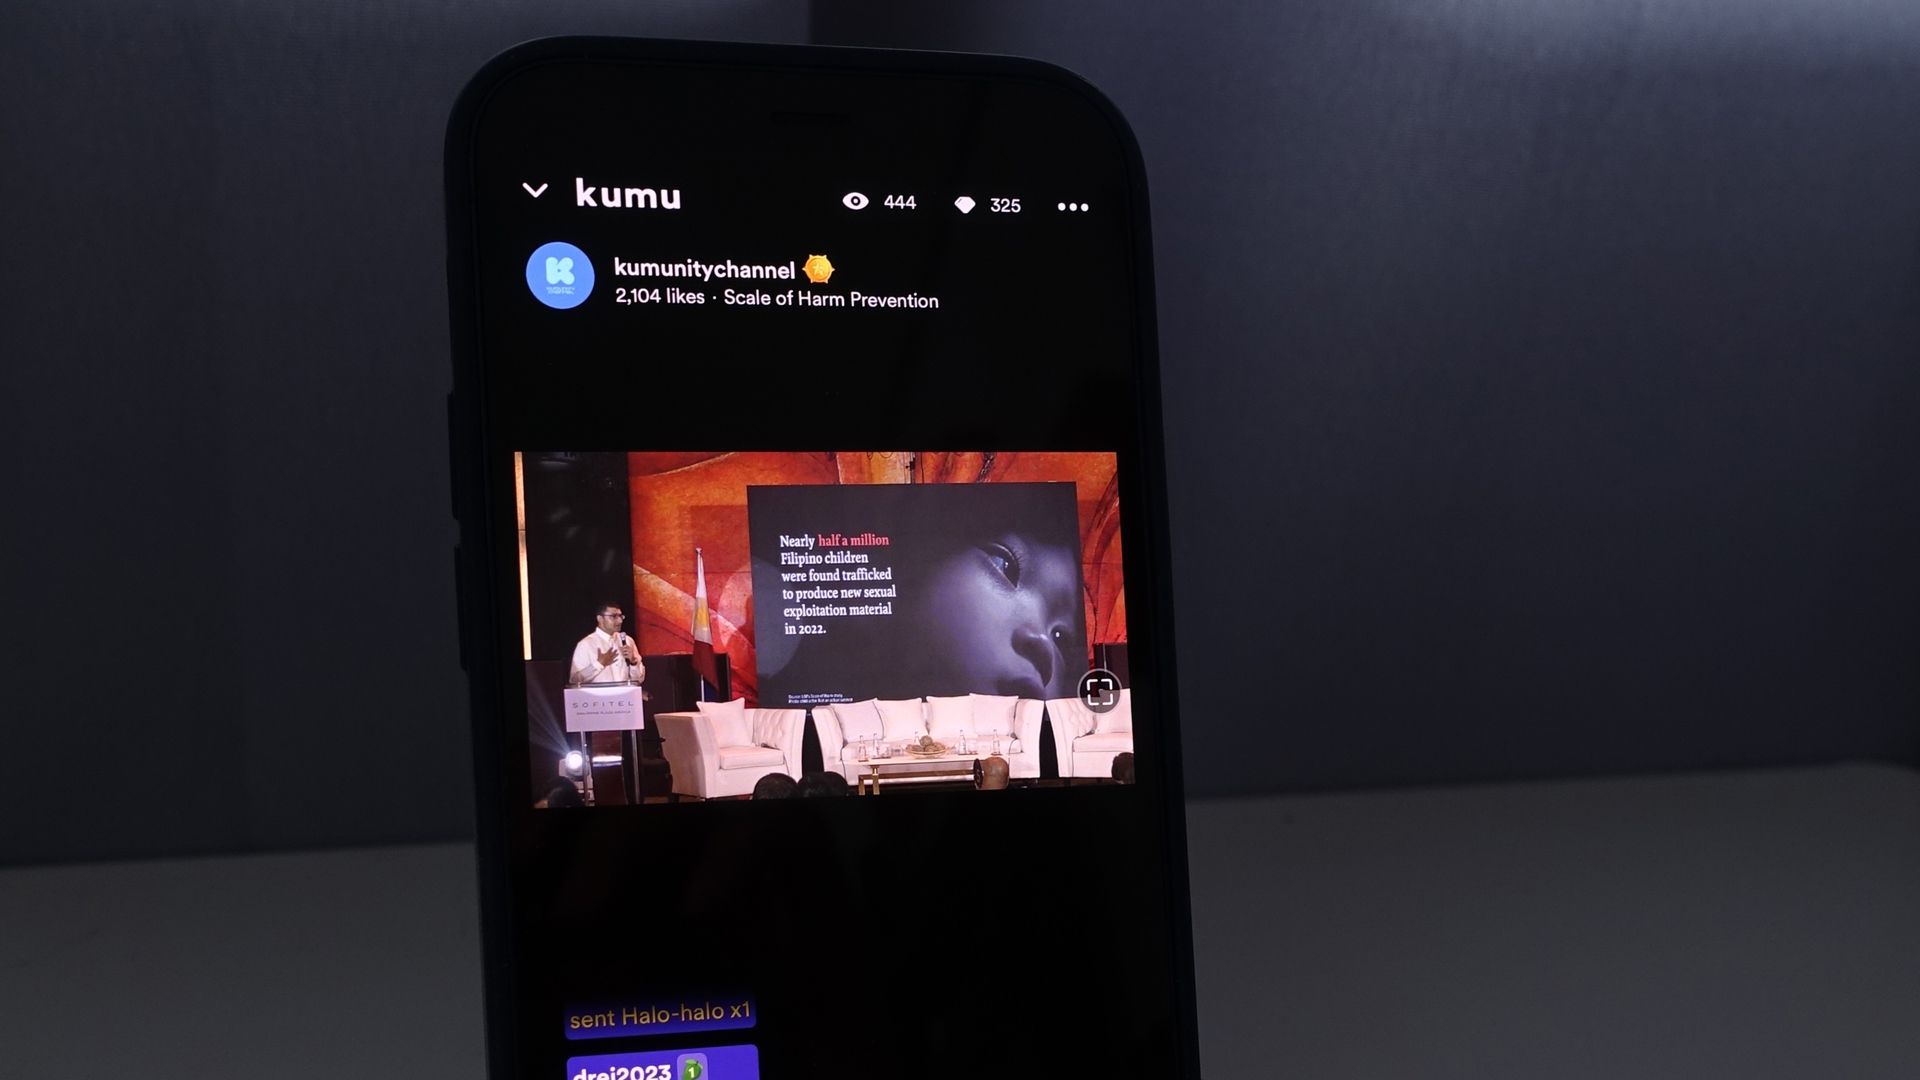 kumu
444
325
kumunitychannel
2,104 likes · Scale of Harm Prevention
Nearly half a million
Filipino children
were found trafficked
to produce new sexual
exploitation material
in 2022.
SOFITEL
sent Halo-halo x1
drei2023 1